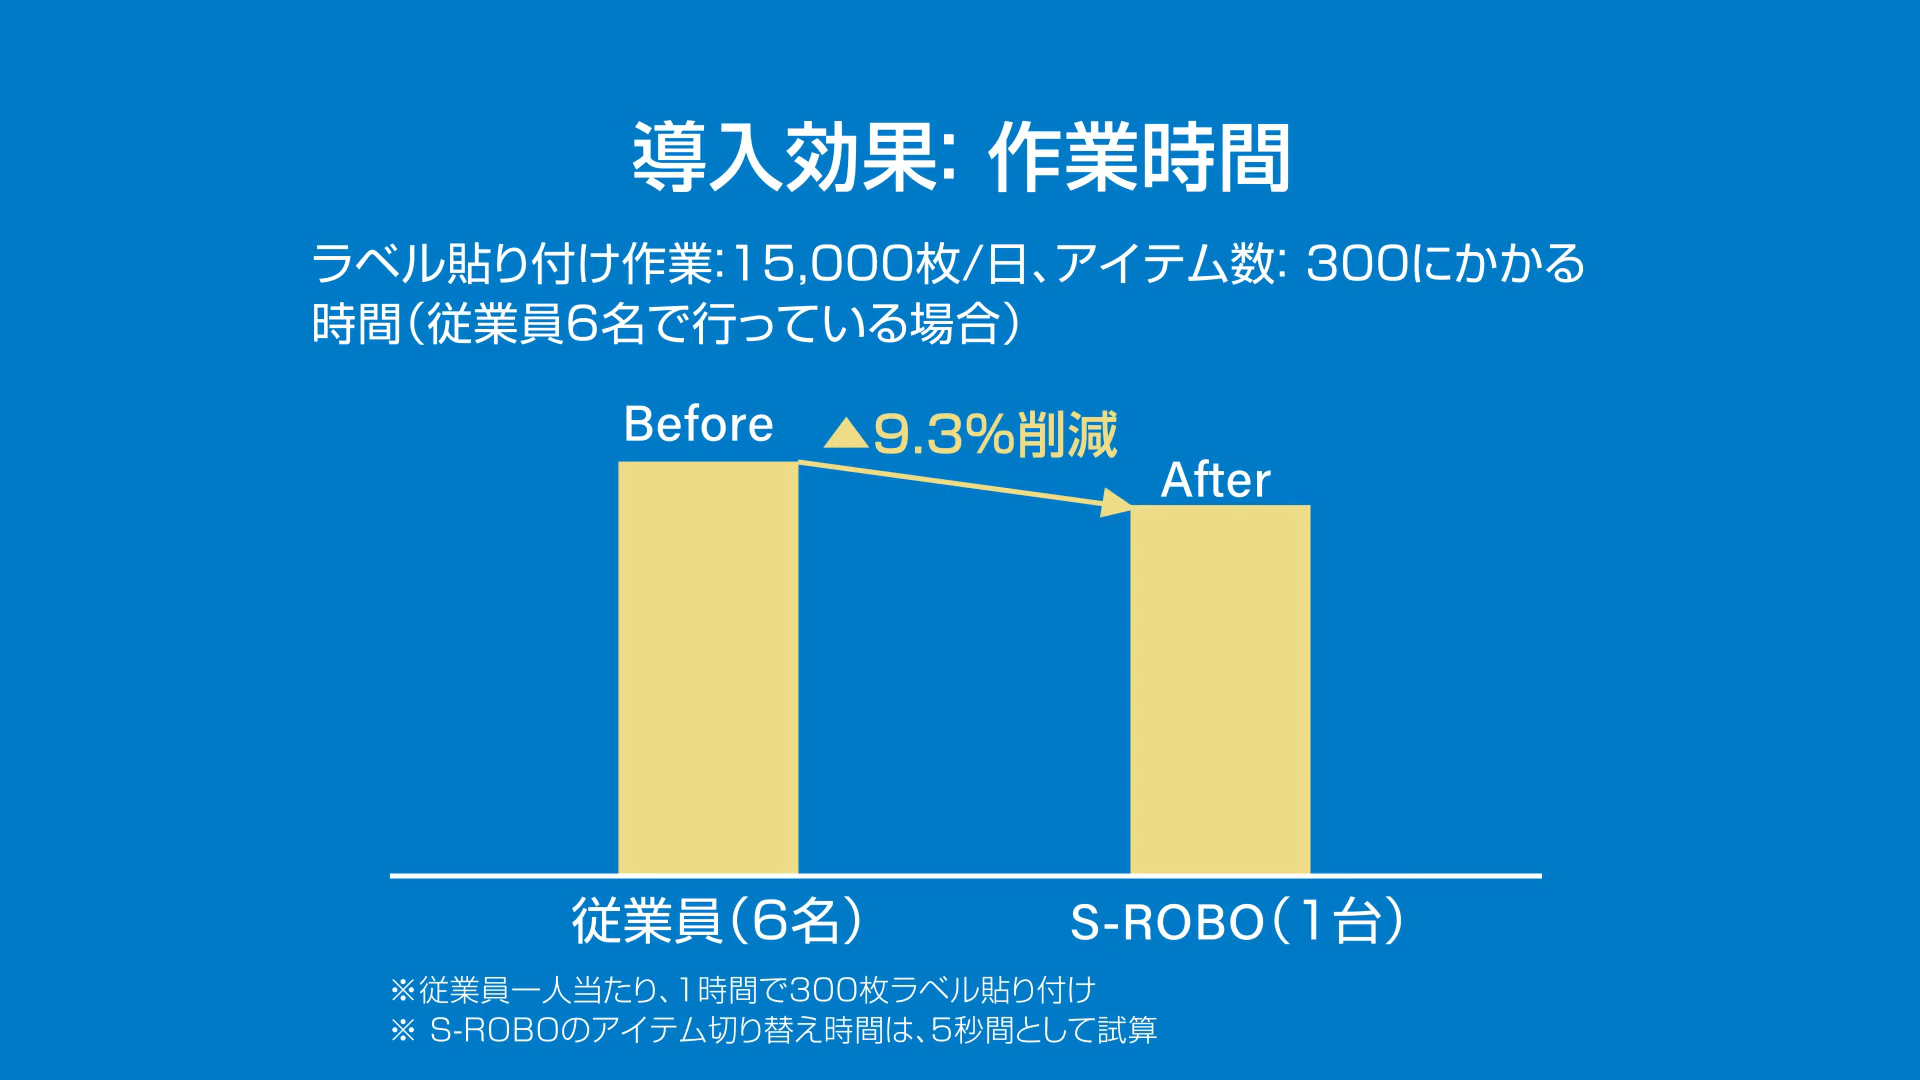 導入効果: 作業時間
ラベル貼り付け作業:15,000枚/日、アイテム数: 300にかかる
時間(従業員6名で行っている場合)
Before
▲9.3%削減
After
従業員(6名)
S-ROBO(1台)
※従業員一人当たり、1時間で300枚ラベル貼り付け
※ S-ROBOのアイテム切り替え時間は、5秒間として試算